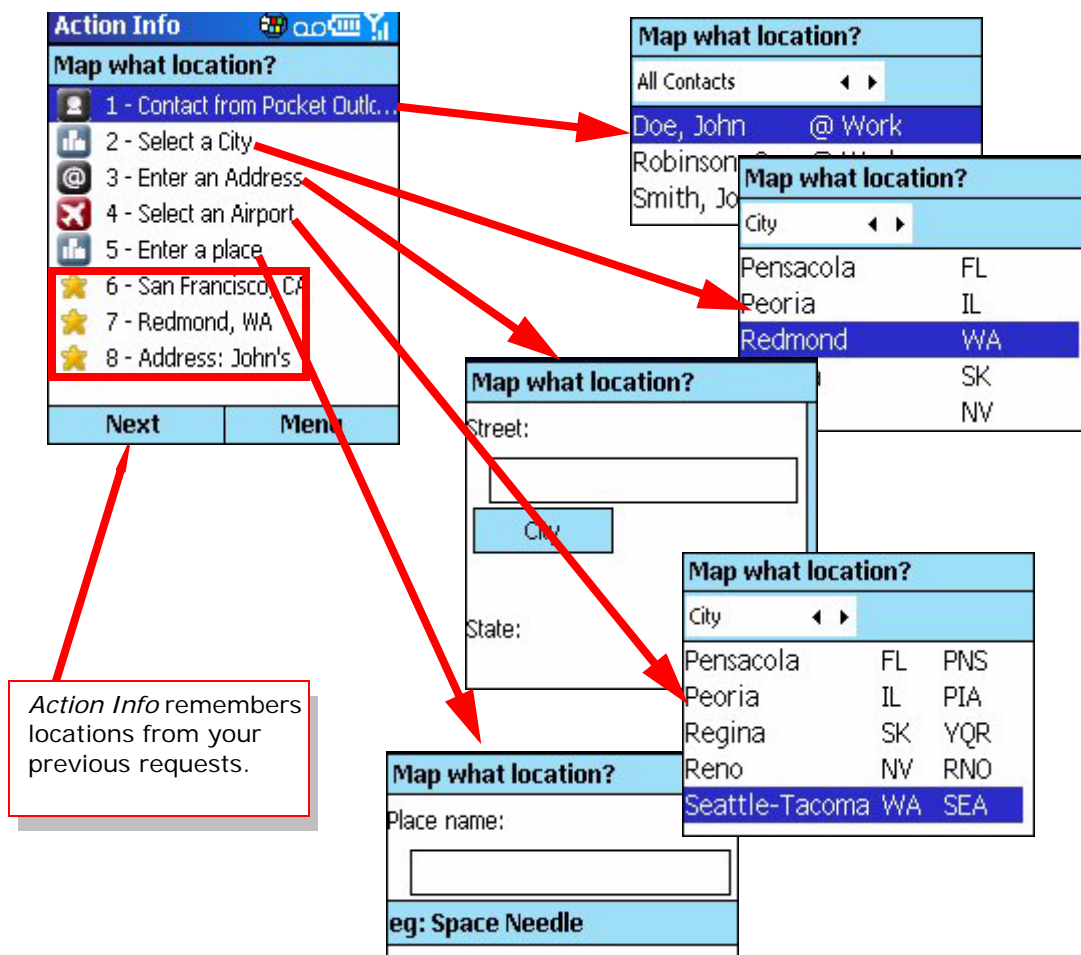 Action Info
Map what location?
1 - Contact from Pocket Outlc...
2 - Select a City
3 - Enter an Address
4 - Select an Airport
5 - Enter a place
6 - San Francisco, CA
7 - Redmond, WA
8 - Address: John's
Next Menu
Map what location?
All Contacts
Doe, John @ Work
Robinson
Smith, Jo
Map what location?
City
Pensacola FL
Peoria IL
Redmond WA
SK
NV
Map what location?
Street:
City
State:
Map what location?
City
Pensacola FL PNS
Peoria IL PIA
Regina SK YQR
Reno NV RNO
Seattle-Tacoma WA SEA
Action Info remembers
locations from your
previous requests.
Map what location?
Place name:
eg: Space Needle